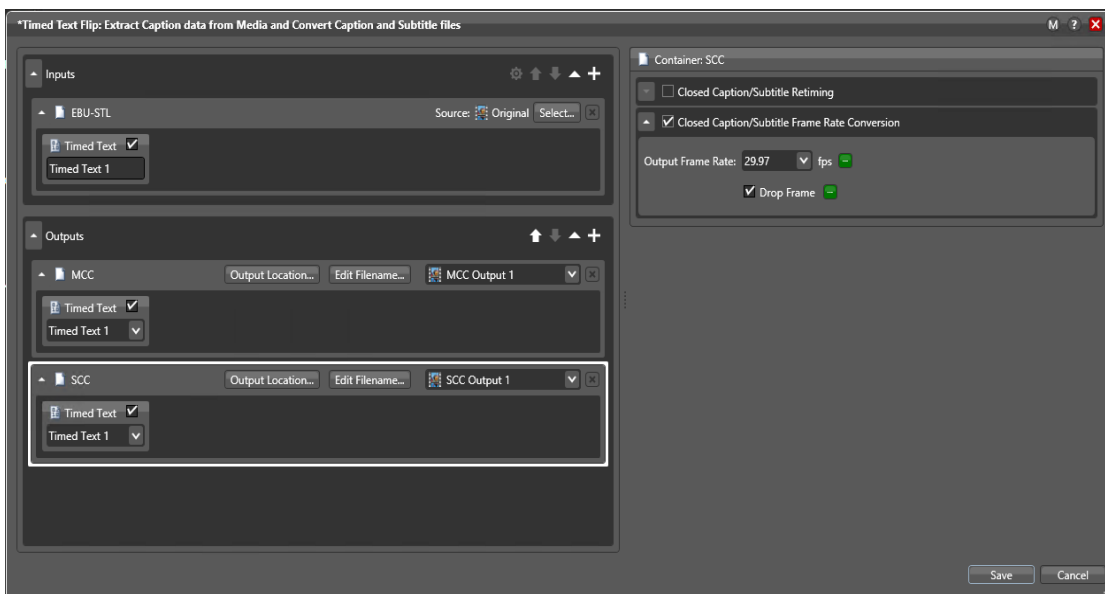 *Timed Text Flip: Extract Caption data from Media and Convert Caption and Subtitle files
M ?
Inputs
EBU-STL
Source: Original Select...
Timed Text
Timed Text 1
Outputs
MCC
Output Location... Edit Filename... MCC Output 1
Timed Text
Timed Text 1
SCC
Output Location... Edit Filename... SCC Output 1
Timed Text
Timed Text 1
Container: SCC
Closed Caption/Subtitle Retiming
Closed Caption/Subtitle Frame Rate Conversion
Output Frame Rate: 29.97 fps
Drop Frame
Save Cancel